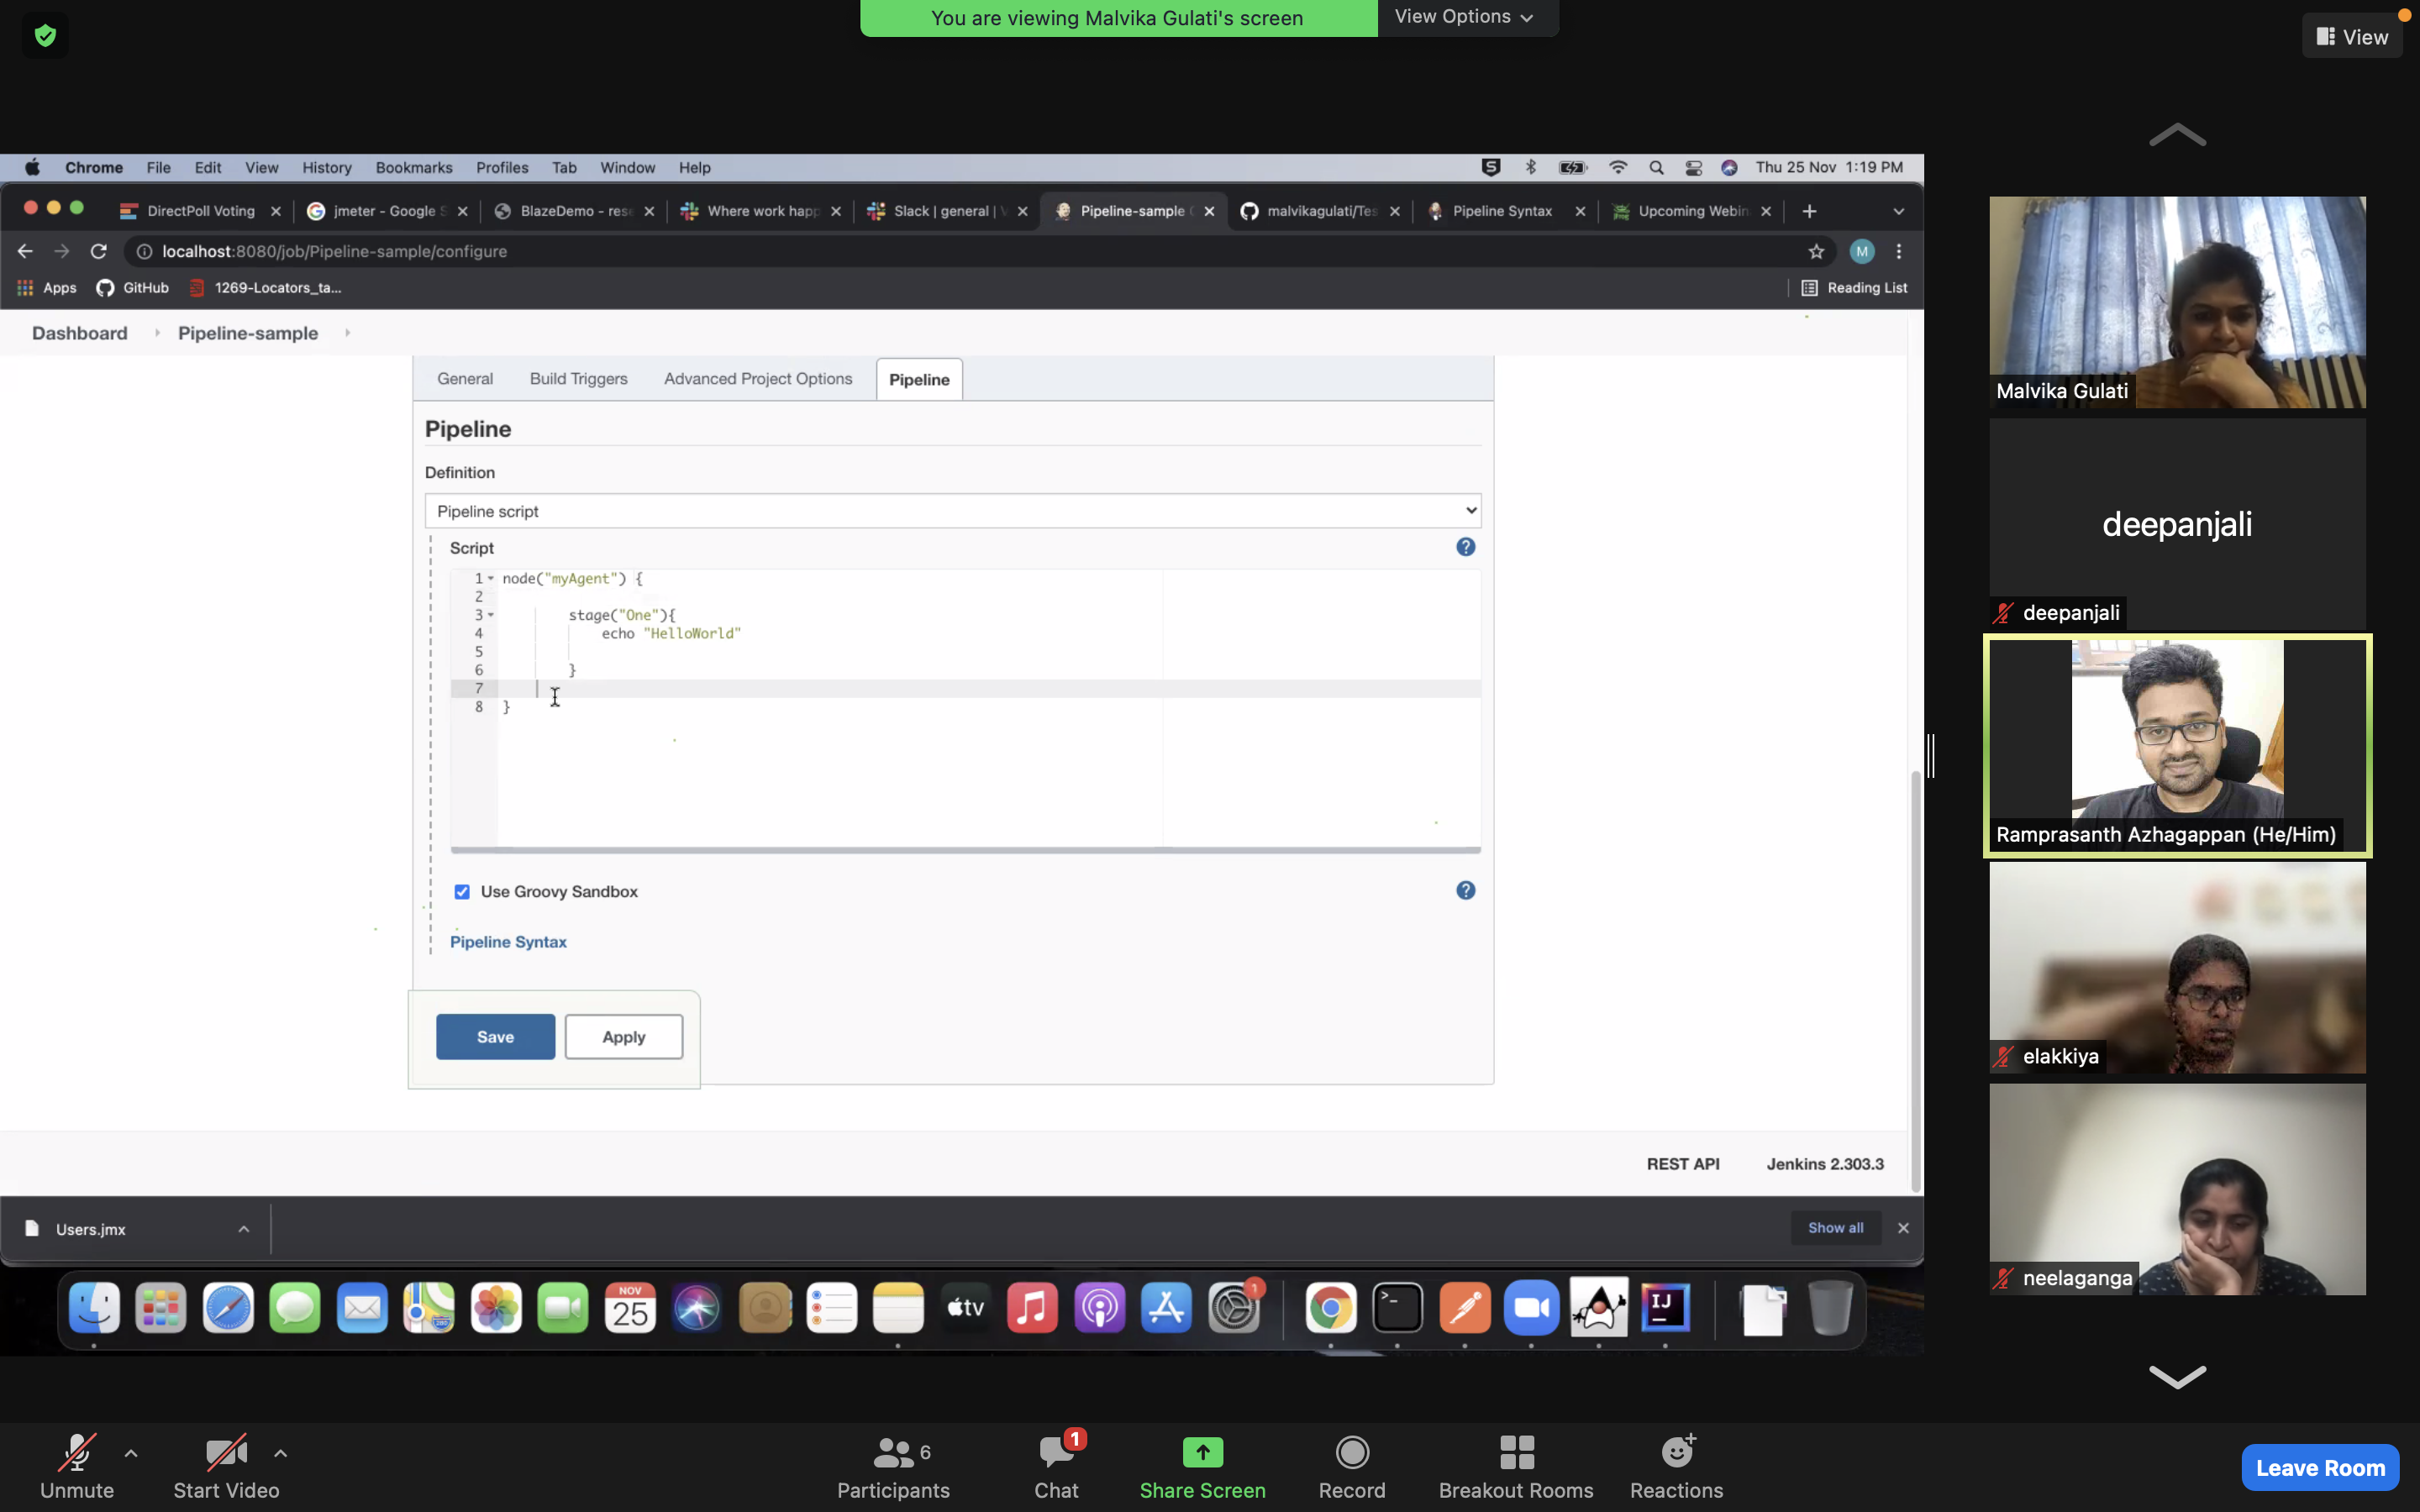 You are viewing Malvika Gulati's screen
View Options
View
Chrome File Edit View History Bookmarks Profiles Tab Window Help
Thu 25 Nov 1:19 PM
DirectPoll Voting
jmeter - Google S
BlazeDemo - rese
Where work happ
Slack | general |
Pipeline-sample
malvikagulati/Tes
Pipeline Syntax
Upcoming Webin
localhost:8080/job/Pipeline-sample/configure
M
Apps
GitHub
1269-Locators_ta...
Reading List
Dashboard
Pipeline-sample
General
Build Triggers
Advanced Project Options
Pipeline
Pipeline
Definition
Pipeline script
Script
?
1 node("myAgent") {
2
3 stage("One"){
4 echo "HelloWorld"
5
6 }
7
8 }
Use Groovy Sandbox
?
Pipeline Syntax
Save
Apply
REST API
Jenkins 2.303.3
Users.jmx
Show all
NOV
25
tv
1
IJ
Malvika Gulati
deepanjali
deepanjali
Ramprasanth Azhagappan (He/Him)
elakkiya
neelaganga
Unmute
Start Video
6
Participants
1
Chat
Share Screen
Record
Breakout Rooms
Reactions
Leave Room